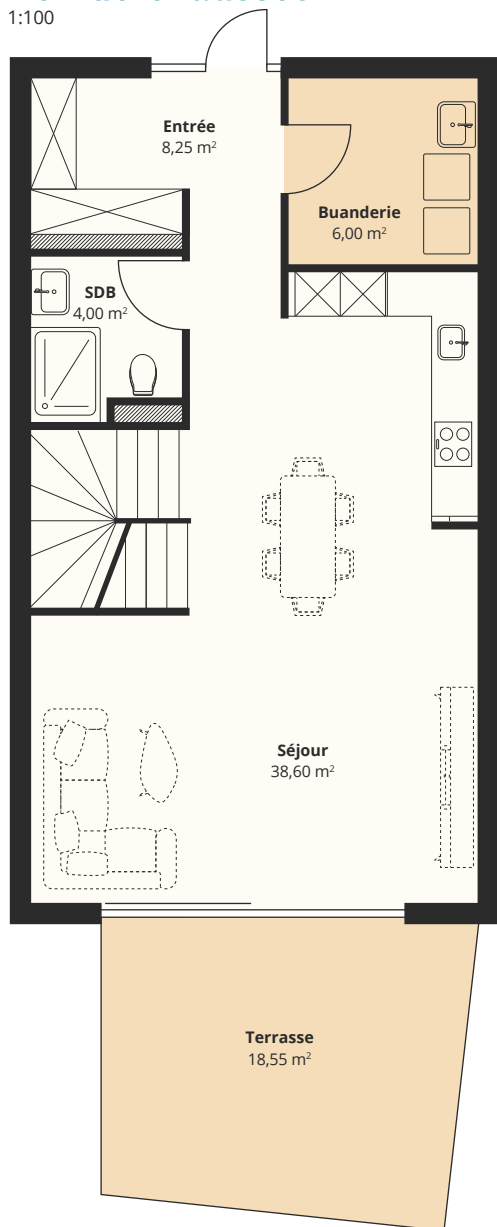 1:100
Entrée
8,25 m²
Buanderie
6,00 m²
SDB
4,00 m²
Séjour
38,60 m²
Terrasse
18,55 m²